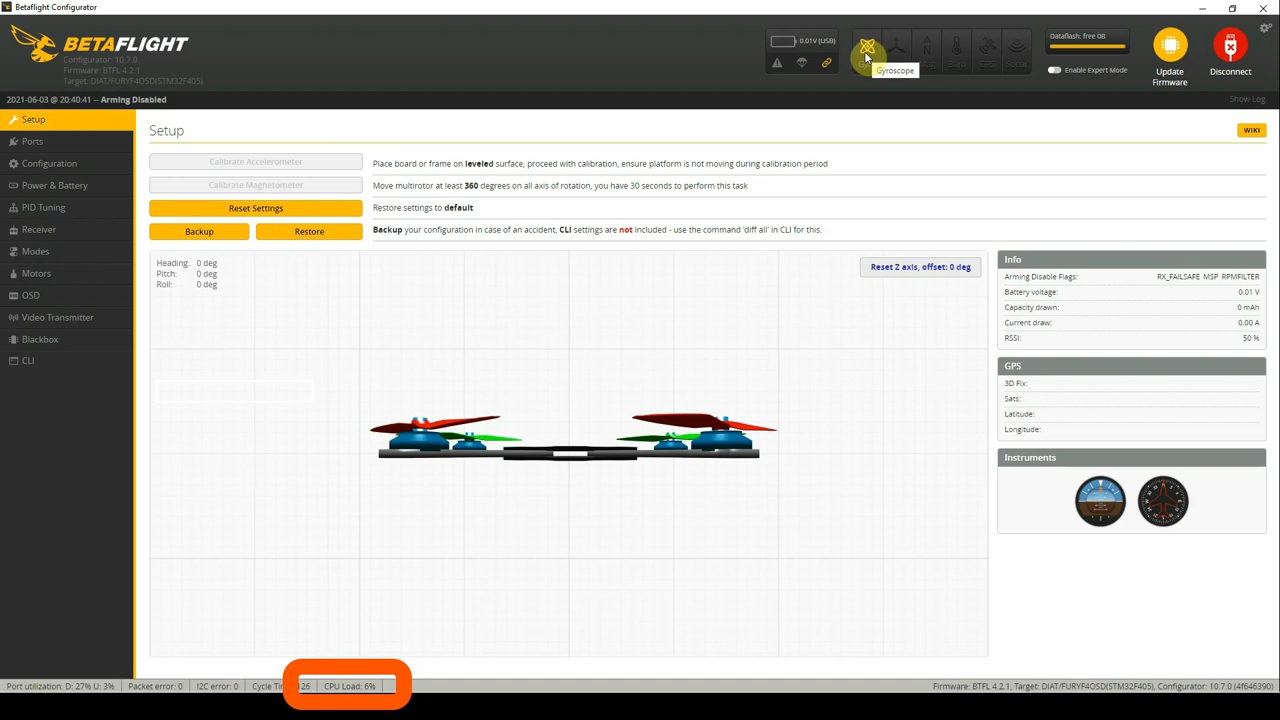 Betaflight Configurator
BETAFLIGHT
Configurator: 10.7.0
Firmware: BTFL 4.2.1
Target: DIAT/FURYF4OSD(STM32F405)
0.01V (USB)
Gyroscope
Baro
GPS
Sonar
Dataflash: free 0B
Enable Expert Mode
Update
Firmware
Disconnect
2021-06-03 @ 20:40:41 -- Arming Disabled
Show Log
Setup
Ports
Configuration
Power & Battery
PID Tuning
Receiver
Modes
Motors
OSD
Video Transmitter
Blackbox
CLI
Setup
WIKI
Calibrate Accelerometer
Place board or frame on leveled surface, proceed with calibration, ensure platform is not moving during calibration period
Calibrate Magnetometer
Move multirotor at least 360 degrees on all axis of rotation, you have 30 seconds to perform this task
Reset Settings
Restore settings to default
Backup
Restore
Backup your configuration in case of an accident, CLI settings are not included - use the command 'diff all' in CLI for this.
Heading: 0 deg
Pitch: 0 deg
Roll: 0 deg
Reset Z axis, offset: 0 deg
Info
Arming Disable Flags: RX_FAILSAFE MSP RPMFILTER
Battery voltage: 0.01 V
Capacity drawn: 0 mAh
Current draw: 0.00 A
RSSI: 50 %
GPS
3D Fix:
Sats:
Latitude:
Longitude:
Instruments
Port utilization: D: 27% U: 3%
Packet error: 0
I2C error: 0
Cycle 126
CPU Load: 6%
Firmware: BTFL 4.2.1, Target: DIAT/FURYF4OSD(STM32F405), Configurator: 10.7.0 (4f646390)